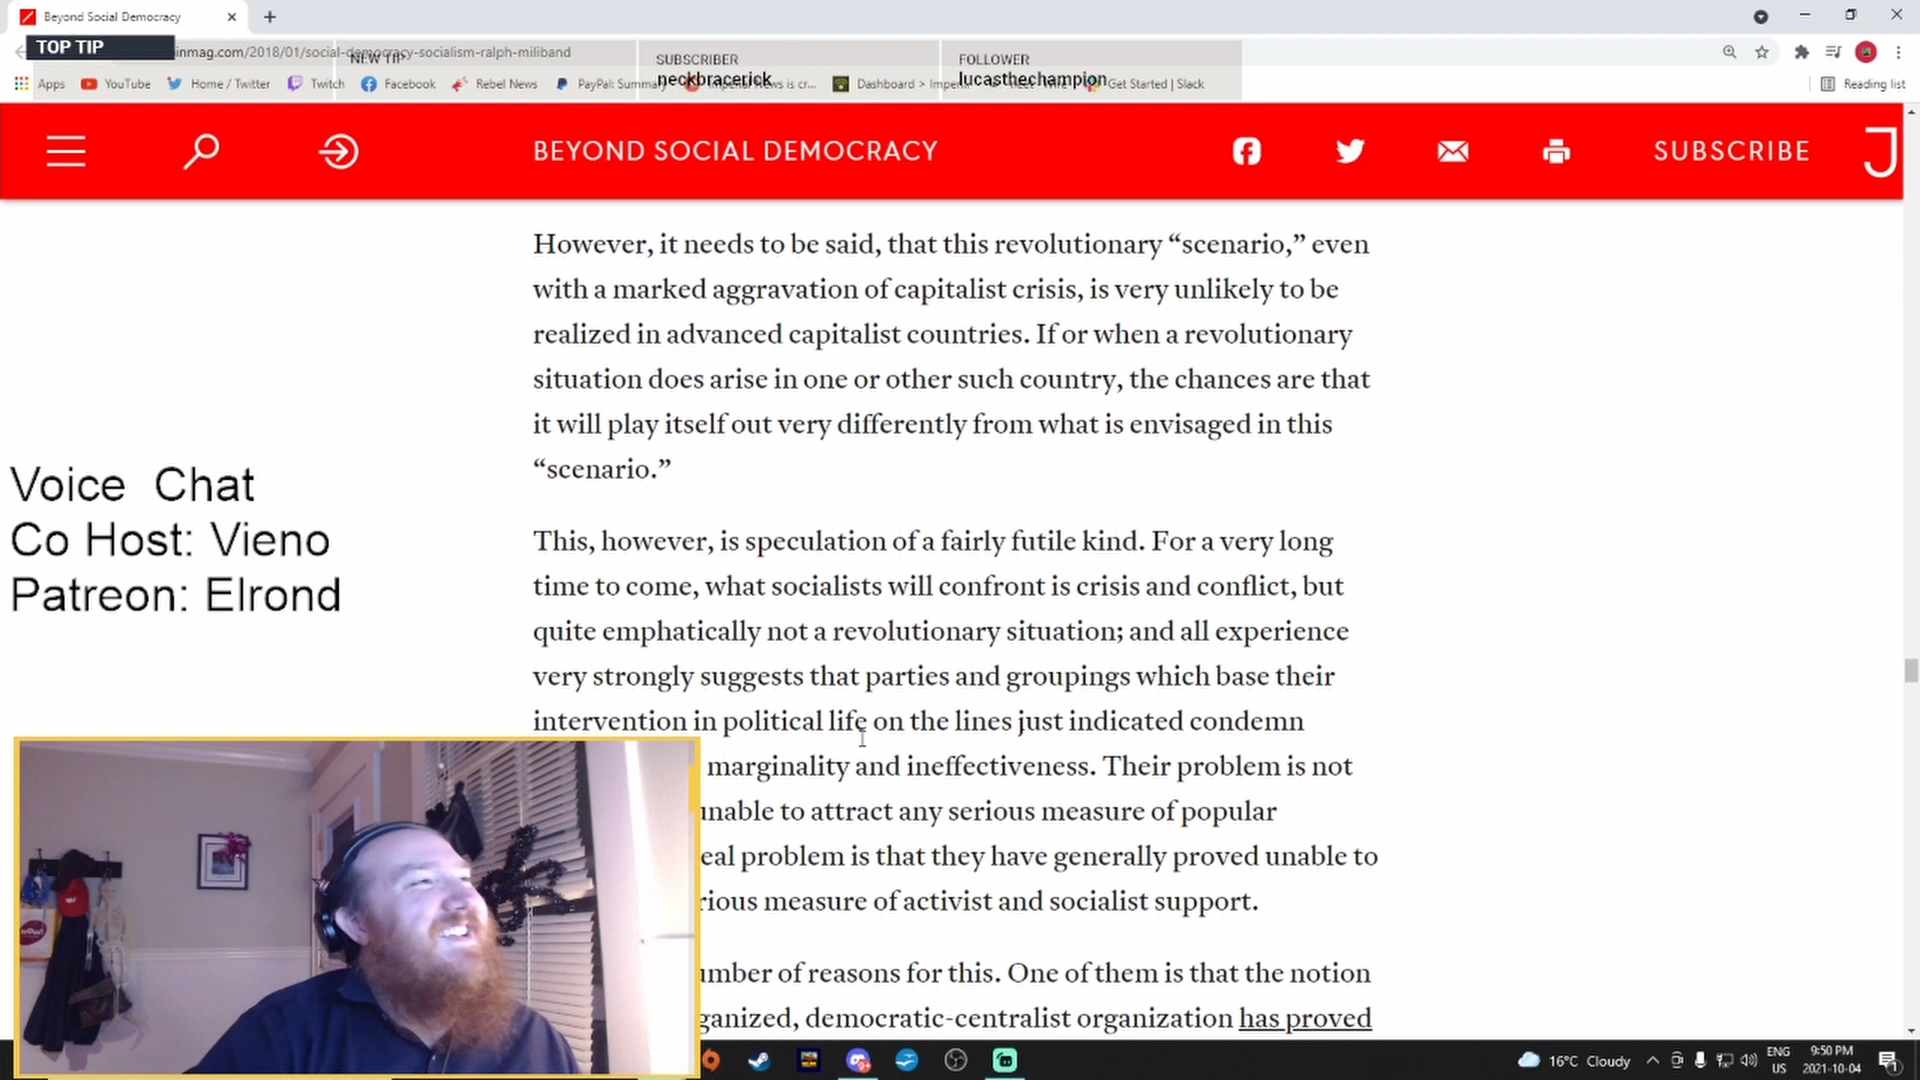 Beyond Social Democracy
TOP TIP
inmag.com/2018/01/social-democracy-socialism-ralph-miliband
NEW TIP
SUBSCRIBER
neckbracerick
FOLLOWER
lucasthechampion
Apps
YouTube
Home / Twitter
Twitch
Facebook
Rebel News
PayPal: Summary
Imperial News is cr...
Dashboard > Imper...
Get Started | Slack
Reading list
BEYOND SOCIAL DEMOCRACY
SUBSCRIBE
J
However, it needs to be said, that this revolutionary “scenario,” even
with a marked aggravation of capitalist crisis, is very unlikely to be
realized in advanced capitalist countries. If or when a revolutionary
situation does arise in one or other such country, the chances are that
it will play itself out very differently from what is envisaged in this
“scenario.”
Voice Chat
Co Host: Vieno
Patreon: Elrond
This, however, is speculation of a fairly futile kind. For a very long
time to come, what socialists will confront is crisis and conflict, but
quite emphatically not a revolutionary situation; and all experience
very strongly suggests that parties and groupings which base their
intervention in political life on the lines just indicated condemn
marginality and ineffectiveness. Their problem is not
unable to attract any serious measure of popular
eal problem is that they have generally proved unable to
rious measure of activist and socialist support.
umber of reasons for this. One of them is that the notion
ganized, democratic-centralist organization has proved
16°C Cloudy
ENG
US
9:50 PM
2021-10-04